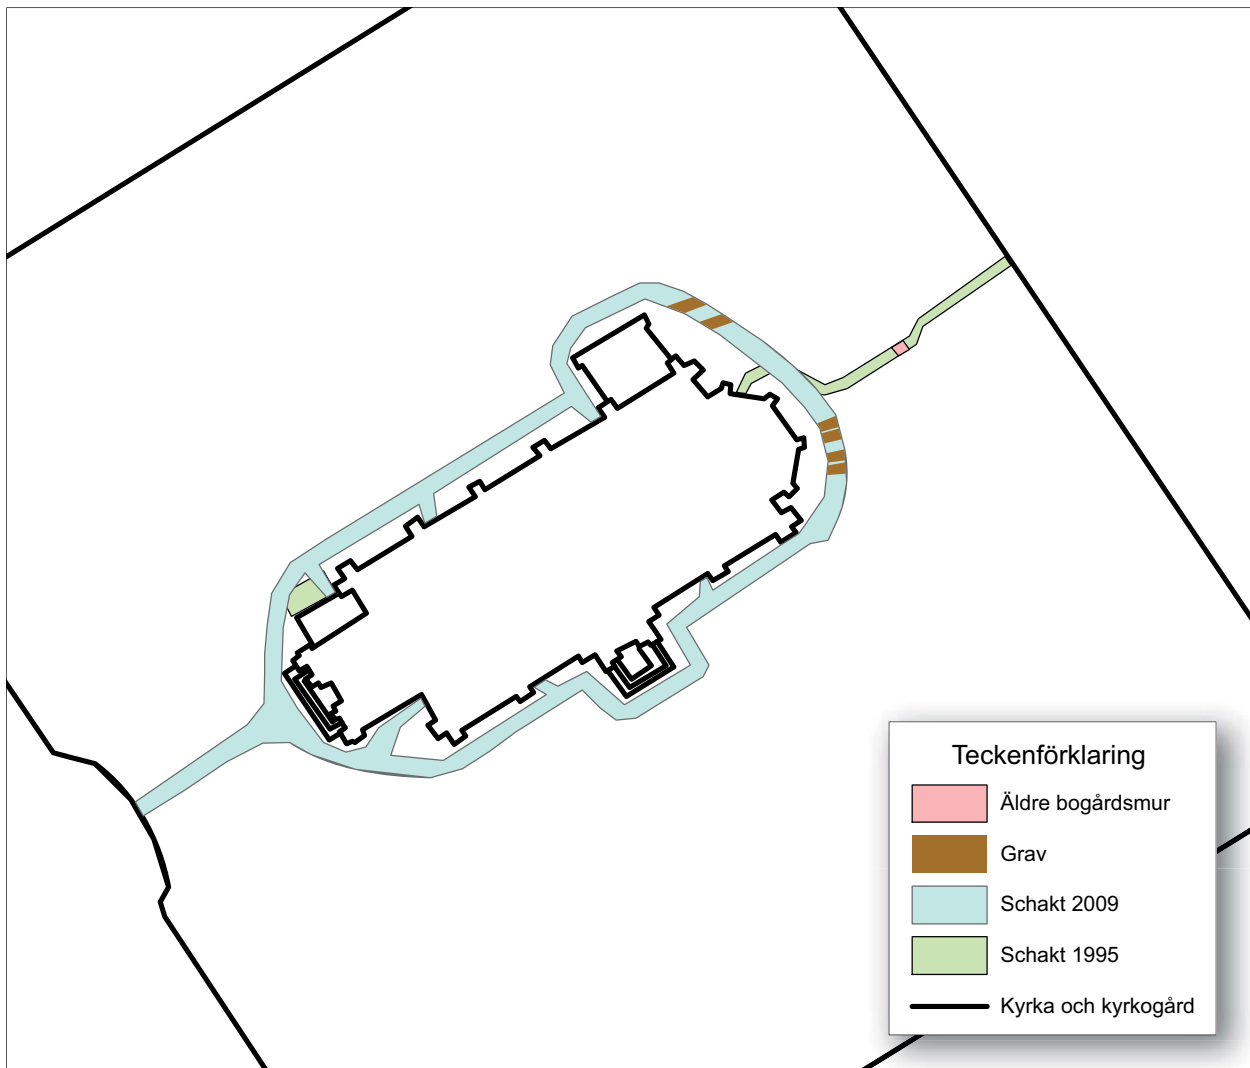 Teckenförklaring
Äldre bogårdsmur
Grav
Schakt 2009
Schakt 1995
Kyrka och kyrkogård